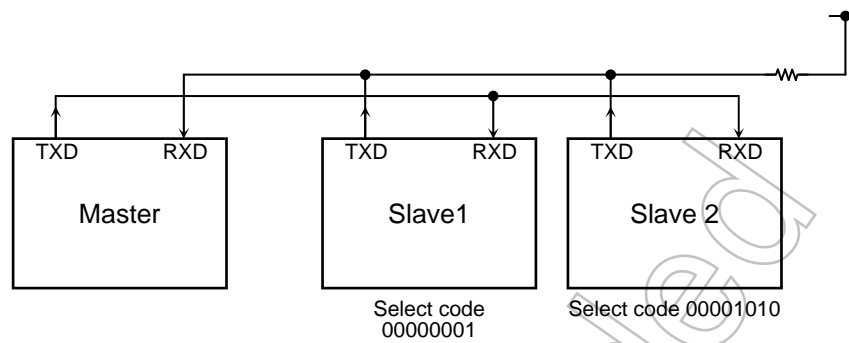 TXD RXD TXD RXD TXD RXD
Master Slave1 Slave 2
Select code
00000001
Select code 00001010